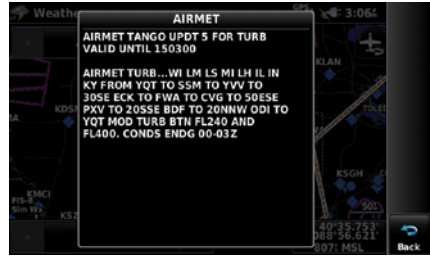 Weathe
GPS
3:06
AIRMET
AIRMET TANGO UPDT 5 FOR TURB
VALID UNTIL 150300
AIRMET TURB...WI LM LS MI LH IL IN
KY FROM YQT TO SSM TO YVV TO
30SE ECK TO FWA TO CVG TO 50ESE
PXV TO 20SSE BDF TO 20NNW ODI TO
YQT MOD TURB BTN FL240 AND
FL400. CONDS ENDG 00-03Z
KLAN
KDS
TOLE
KSGH
KMCI
FIS-B
Sim Wx
KSZ
40°35.753'
088°56.621'
807! MSL
Back